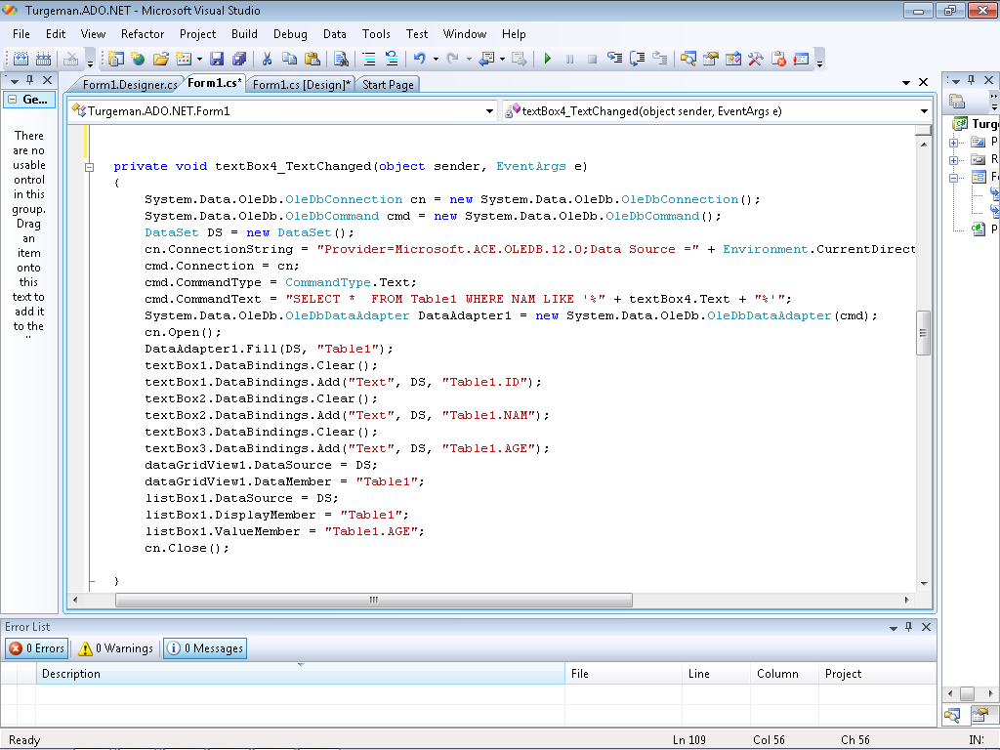 Turgeman.ADO.NET - Microsoft Visual Studio
File Edit View Refactor Project Build Debug Data Tools Test Window Help
Form1.Designer.cs Form1.cs* Form1.cs [Design]* Start Page
Ge...
Turgeman.ADO.NET.Form1 textBox4_TextChanged(object sender, EventArgs e)
There
are no
usable
ontrol
in this
group.
Drag
an
item
onto
this
text to
add it
to the
private void textBox4_TextChanged(object sender, EventArgs e)
{
System.Data.OleDb.OleDbConnection cn = new System.Data.OleDb.OleDbConnection();
System.Data.OleDb.OleDbCommand cmd = new System.Data.OleDb.OleDbCommand();
DataSet DS = new DataSet();
cn.ConnectionString = "Provider=Microsoft.ACE.OLEDB.12.0;Data Source =" + Environment.CurrentDirect
cmd.Connection = cn;
cmd.CommandType = CommandType.Text;
cmd.CommandText = "SELECT *  FROM Table1 WHERE NAM LIKE '%" + textBox4.Text + "%'";
System.Data.OleDb.OleDbDataAdapter DataAdapter1 = new System.Data.OleDb.OleDbDataAdapter(cmd);
cn.Open();
DataAdapter1.Fill(DS, "Table1");
textBox1.DataBindings.Clear();
textBox1.DataBindings.Add("Text", DS, "Table1.ID");
textBox2.DataBindings.Clear();
textBox2.DataBindings.Add("Text", DS, "Table1.NAM");
textBox3.DataBindings.Clear();
textBox3.DataBindings.Add("Text", DS, "Table1.AGE");
dataGridView1.DataSource = DS;
dataGridView1.DataMember = "Table1";
listBox1.DataSource = DS;
listBox1.DisplayMember = "Table1";
listBox1.ValueMember = "Table1.AGE";
cn.Close();
}
Turg
P
R
Fo
P
Error List
0 Errors 0 Warnings 0 Messages
Description File Line Column Project
Ready Ln 109 Col 56 Ch 56 IN: